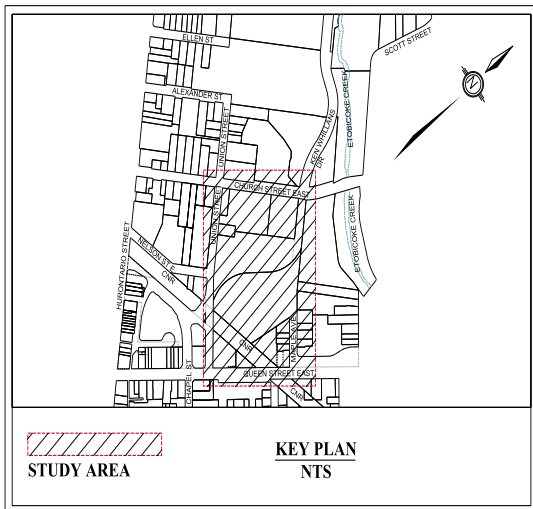 ELLEN ST
SCOTT STREET
ALEXANDER ST
UNION STREET
KEN WHILLANS DR
ETOBICOKE CREEK
N
CHURCH STREET EAST
UNION STREET
ETOBICOKE CREEK
HURONTARIO STREET
NELSON ST E
CNR
CNR
MAPLE AVE
QUEEN STREET EAST
CHAPEL ST
CNR
STUDY AREA
KEY PLAN
NTS